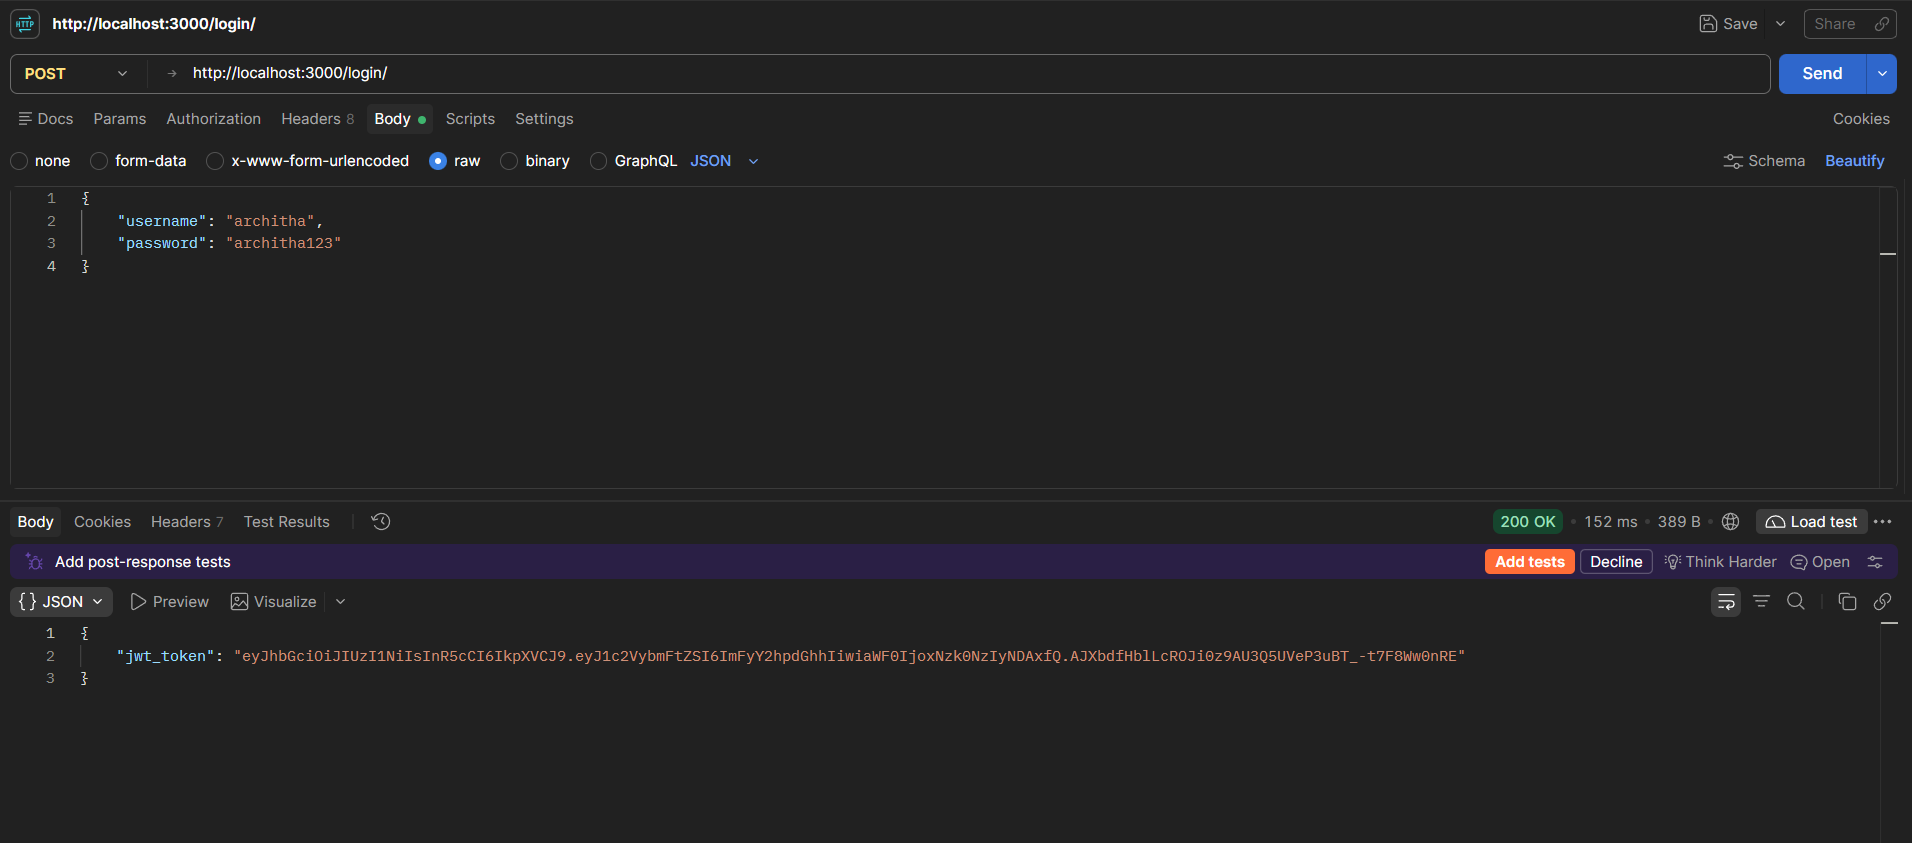 HTTP http://localhost:3000/login/ Save Share
POST http://localhost:3000/login/ Send
Docs Params Authorization Headers 8 Body Scripts Settings Cookies
none form-data x-www-form-urlencoded raw binary GraphQL JSON Schema Beautify
1 {
2 "username": "architha",
3 "password": "architha123"
4 }
Body Cookies Headers 7 Test Results 200 OK • 152 ms • 389 B • Load test
Add post-response tests Add tests Decline Think Harder Open
{} JSON Preview Visualize
1 {
2 "jwt_token": "eyJhbGciOiJIUzI1NiIsInR5cCI6IkpXVCJ9.eyJ1c2VybmFtZSI6ImFyY2hpdGhhIiwiaWF0IjoxNzk0NzIyNDAxfQ.AJXbdfHblLcROJi0z9AU3Q5UVeP3uBT_-t7F8Ww0nRE"
3 }